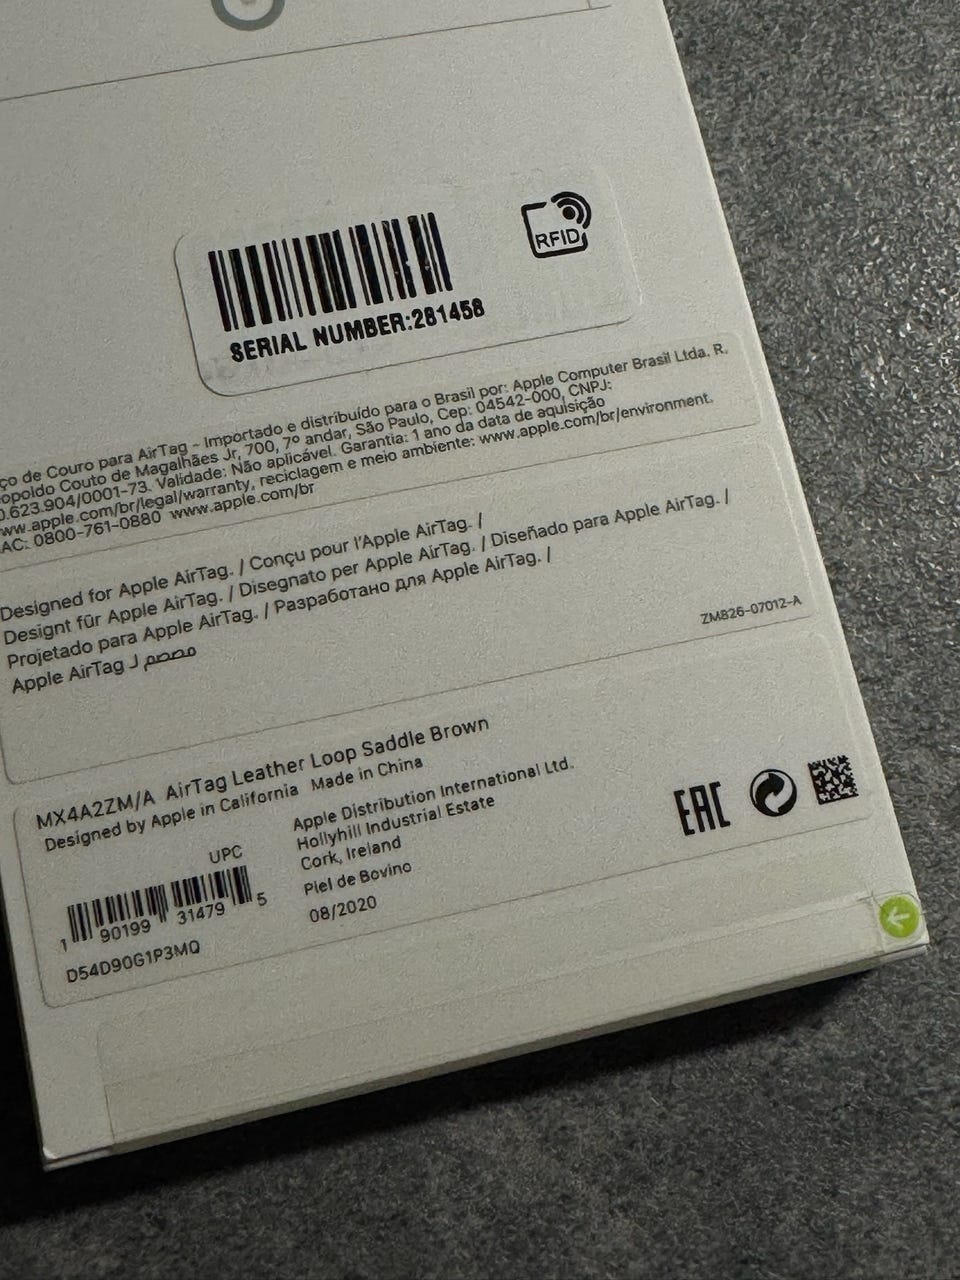 RFID
SERIAL NUMBER:281458
ço de Couro para AirTag - Importado e distribuído para o Brasil por: Apple Computer Brasil Ltda. R.
opoldo Couto de Magalhães Jr, 700, 7º andar, São Paulo, Cep: 04542-000, CNPJ:
0.623.904/0001-73. Validade: Não aplicável. Garantia: 1 ano da data de aquisição
ww.apple.com/br/legal/warranty, reciclagem e meio ambiente: www.apple.com/br/environment.
AC: 0800-761-0880 www.apple.com/br
Designed for Apple AirTag. / Conçu pour l'Apple AirTag. /
Designt für Apple AirTag. / Disegnato per Apple AirTag. / Diseñado para Apple AirTag. /
Projetado para Apple AirTag. / Разработано для Apple AirTag. /
Apple AirTag مصمم لـ
ZM826-07012-A
MX4A2ZM/A AirTag Leather Loop Saddle Brown
Designed by Apple in California Made in China
UPC
1 90199 31479 5
D54D90G1P3MQ
Apple Distribution International Ltd.
Hollyhill Industrial Estate
Cork, Ireland
Piel de Bovino
08/2020
EAC